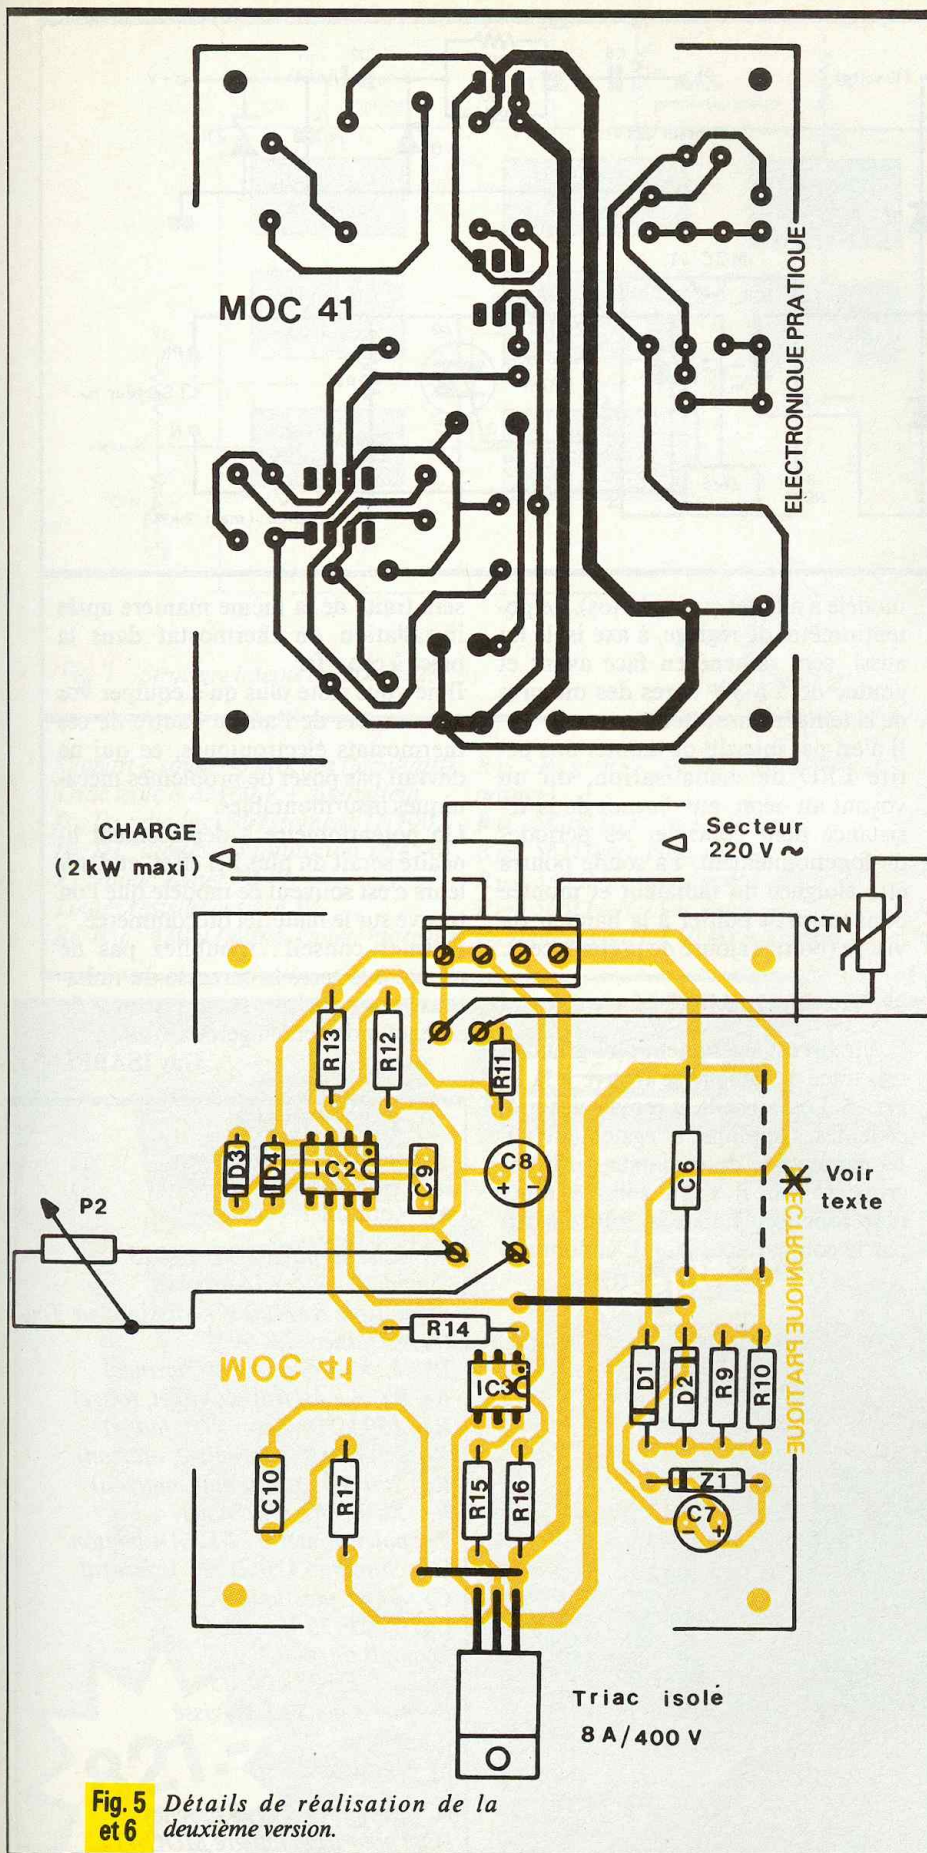 MOC 41
ELECTRONIQUE PRATIQUE
CHARGE
(2 kW maxi)
Secteur
220 V ~
CTN
R13
R12
R11
D3
D4
IC2
C9
C8
+ -
C6
Voir
texte
P2
R14
MOC 41
IC3
D1
D2
R9
R10
ECTRONIQUE PRATIQUE
C10
R17
R15
R16
Z1
C7
- +
Triac isolé
8 A/400 V
Fig. 5
et 6
Détails de réalisation de la
deuxième version.